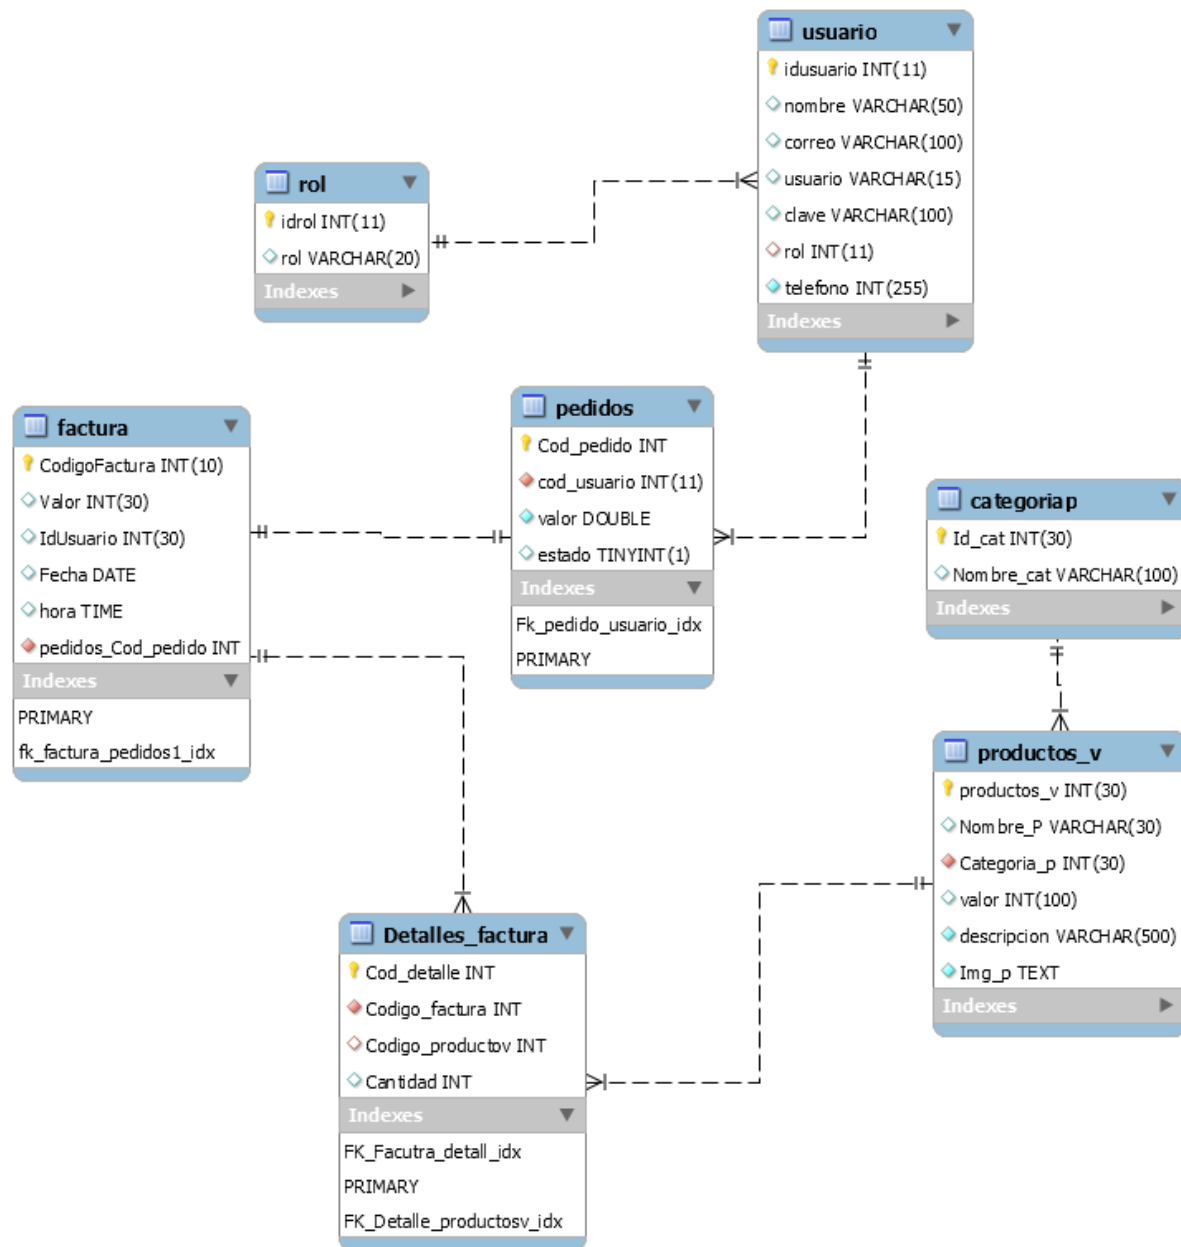 usuario
idusuario INT(11)
nombre VARCHAR(50)
correo VARCHAR(100)
usuario VARCHAR(15)
clave VARCHAR(100)
rol INT(11)
telefono INT(255)
Indexes
rol
idrol INT(11)
rol VARCHAR(20)
Indexes
factura
CodigoFactura INT(10)
Valor INT(30)
IdUsuario INT(30)
Fecha DATE
hora TIME
pedidos_Cod_pedido INT
Indexes
PRIMARY
fk_factura_pedidos1_idx
pedidos
Cod_pedido INT
cod_usuario INT(11)
valor DOUBLE
estado TINYINT(1)
Indexes
Fk_pedido_usuario_idx
PRIMARY
categoriap
Id_cat INT(30)
Nombre_cat VARCHAR(100)
Indexes
productos_v
productos_v INT(30)
Nombre_P VARCHAR(30)
Categoria_p INT(30)
valor INT(100)
descripcion VARCHAR(500)
Img_p TEXT
Indexes
Detalles_factura
Cod_detalle INT
Codigo_factura INT
Codigo_productov INT
Cantidad INT
Indexes
FK_Facutra_detall_idx
PRIMARY
FK_Detalle_productosv_idx